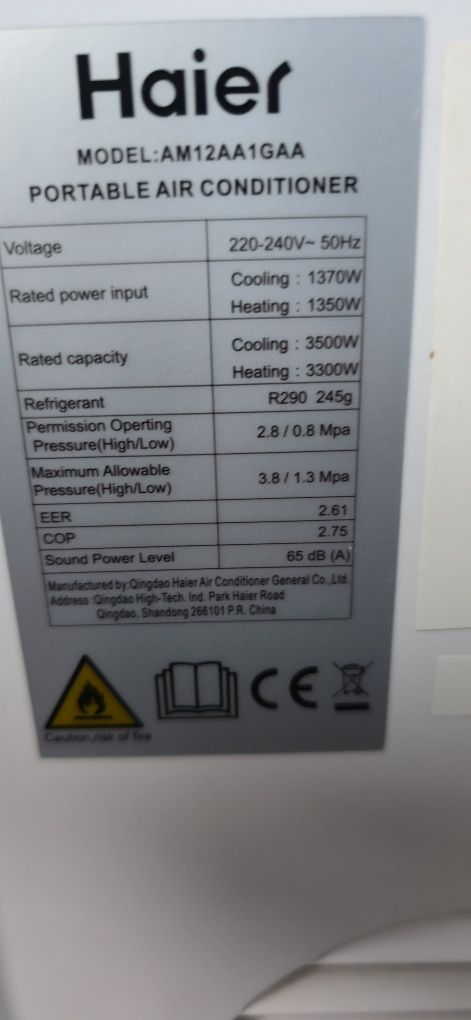 Haier
MODEL:AM12AA1GAA
PORTABLE AIR CONDITIONER
Voltage 220-240V~ 50Hz
Rated power input Cooling : 1370W
Heating : 1350W
Rated capacity Cooling : 3500W
Heating : 3300W
Refrigerant R290 245g
Permission Operting
Pressure(High/Low) 2.8 / 0.8 Mpa
Maximum Allowable
Pressure(High/Low) 3.8 / 1.3 Mpa
EER 2.61
COP 2.75
Sound Power Level 65 dB (A)
Manufactured by:Qingdao Haier Air Conditioner General Co.,Ltd.
Address :Qingdao High-Tech. Ind. Park Haier Road
Qingdao, Shandong 266101 P.R. China
CE
Caution,risk of fire